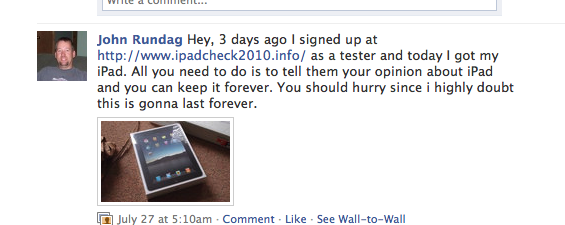 Write a comment...
John Rundag Hey, 3 days ago I signed up at
http://www.ipadcheck2010.info/ as a tester and today I got my
iPad. All you need to do is to tell them your opinion about iPad
and you can keep it forever. You should hurry since i highly doubt
this is gonna last forever.
July 27 at 5:10am · Comment · Like · See Wall-to-Wall